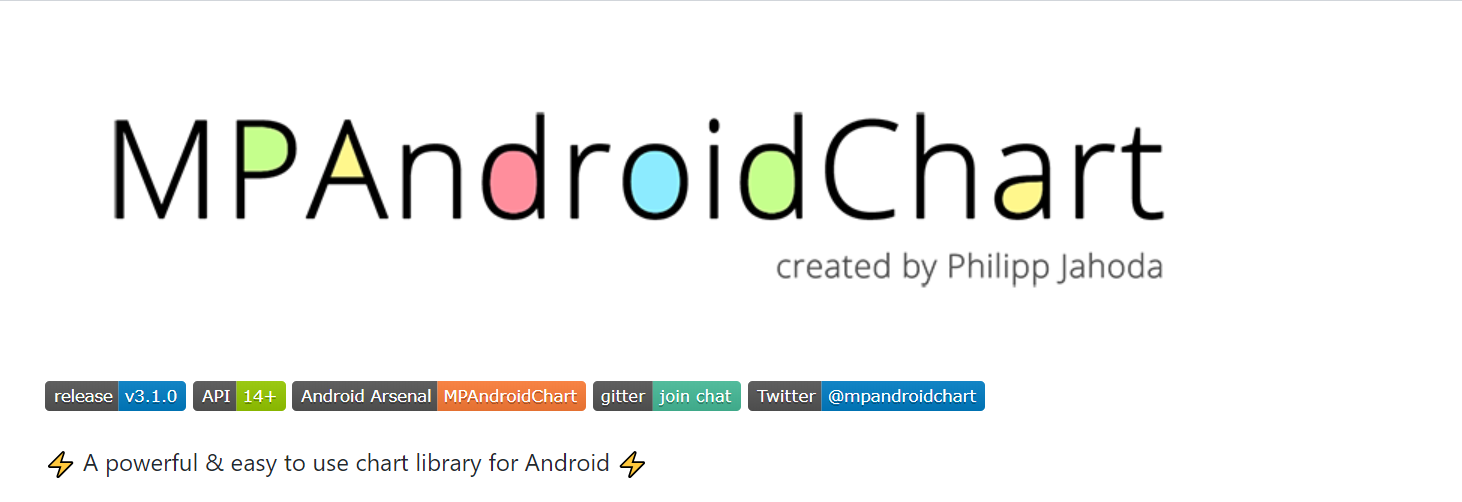 MPAndroidChart
created by Philipp Jahoda
release v3.1.0 API 14+ Android Arsenal MPAndroidChart gitter join chat Twitter @mpandroidchart
⚡ A powerful & easy to use chart library for Android ⚡